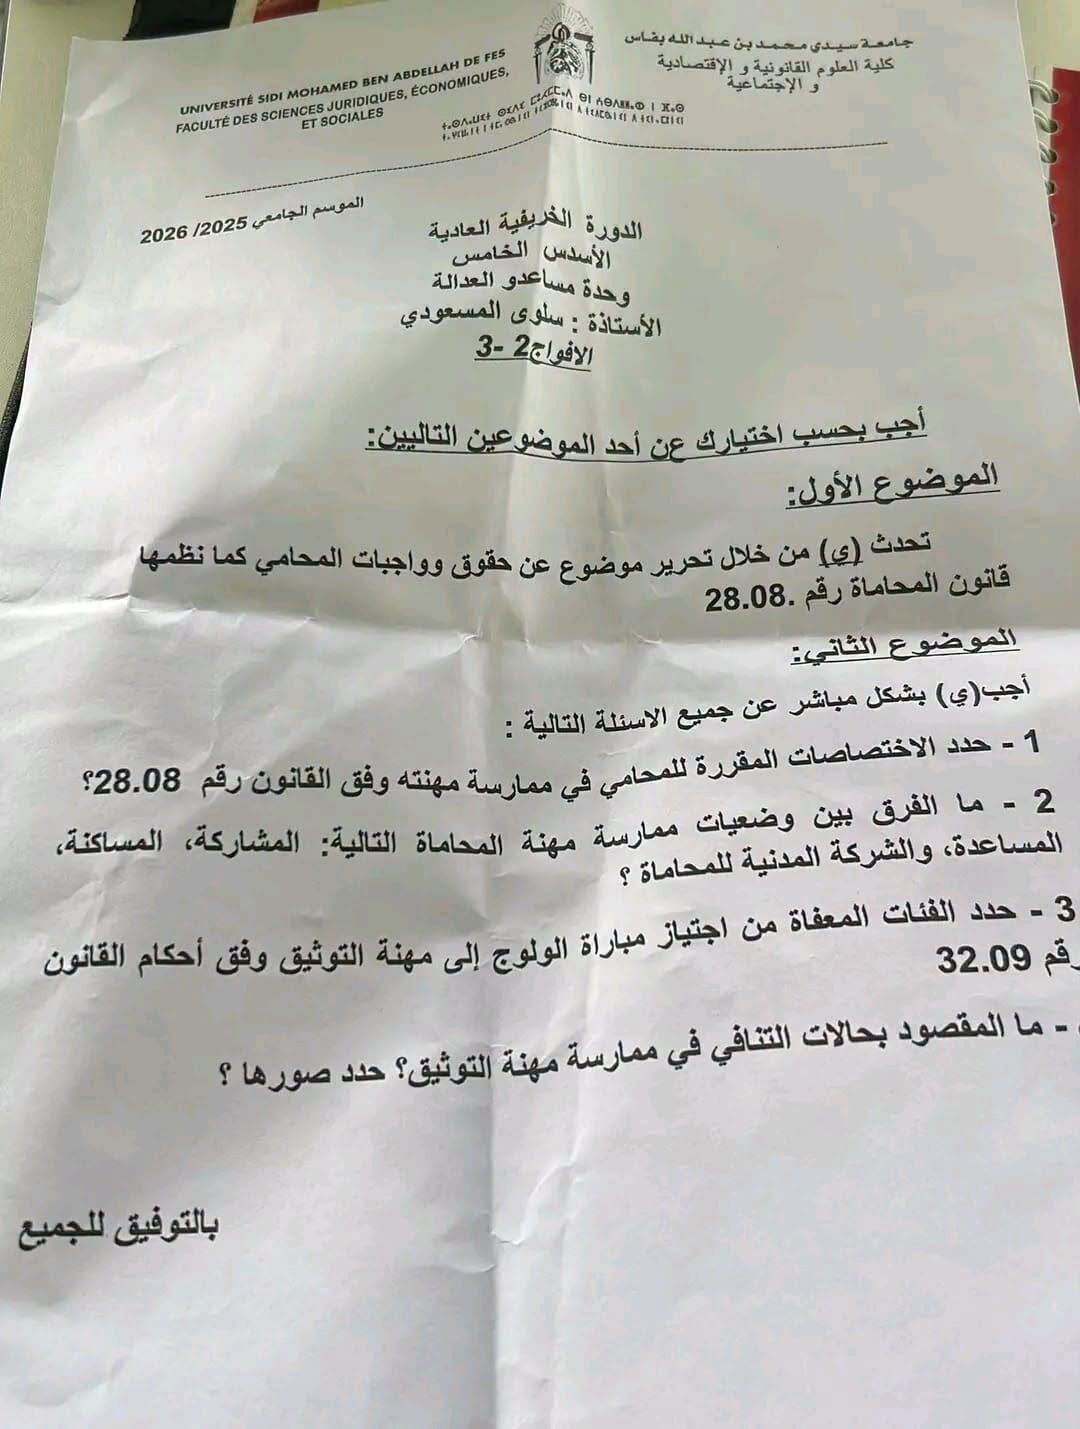 UNIVERSITÉ SIDI MOHAMED BEN ABDELLAH DE FES
FACULTÉ DES SCIENCES JURIDIQUES, ÉCONOMIQUES,
ET SOCIALES
جامعة سيدي محمد بن عبد الله بفاس
كلية العلوم القانونية و الإقتصادية
و الإجتماعية
الموسم الجامعي 2025/ 2026
الدورة الخريفية العادية
الأسدس الخامس
وحدة مساعدو العدالة
الأستاذة : سلوى المسعودي
الافواج2 -3
أجب بحسب اختيارك عن أحد الموضوعين التاليين:
الموضوع الأول:
تحدث (ي) من خلال تحرير موضوع عن حقوق وواجبات المحامي كما نظمها
قانون المحاماة رقم .28.08
الموضوع الثاني:
أجب(ي) بشكل مباشر عن جميع الاسئلة التالية :
1 - حدد الاختصاصات المقررة للمحامي في ممارسة مهنته وفق القانون رقم 28.08؟
2 - ما الفرق بين وضعيات ممارسة مهنة المحاماة التالية: المشاركة، المساكنة،
المساعدة، والشركة المدنية للمحاماة ؟
3 - حدد الفئات المعفاة من اجتياز مباراة الولوج إلى مهنة التوثيق وفق أحكام القانون
رقم 32.09
- ما المقصود بحالات التنافي في ممارسة مهنة التوثيق؟ حدد صورها ؟
بالتوفيق للجميع